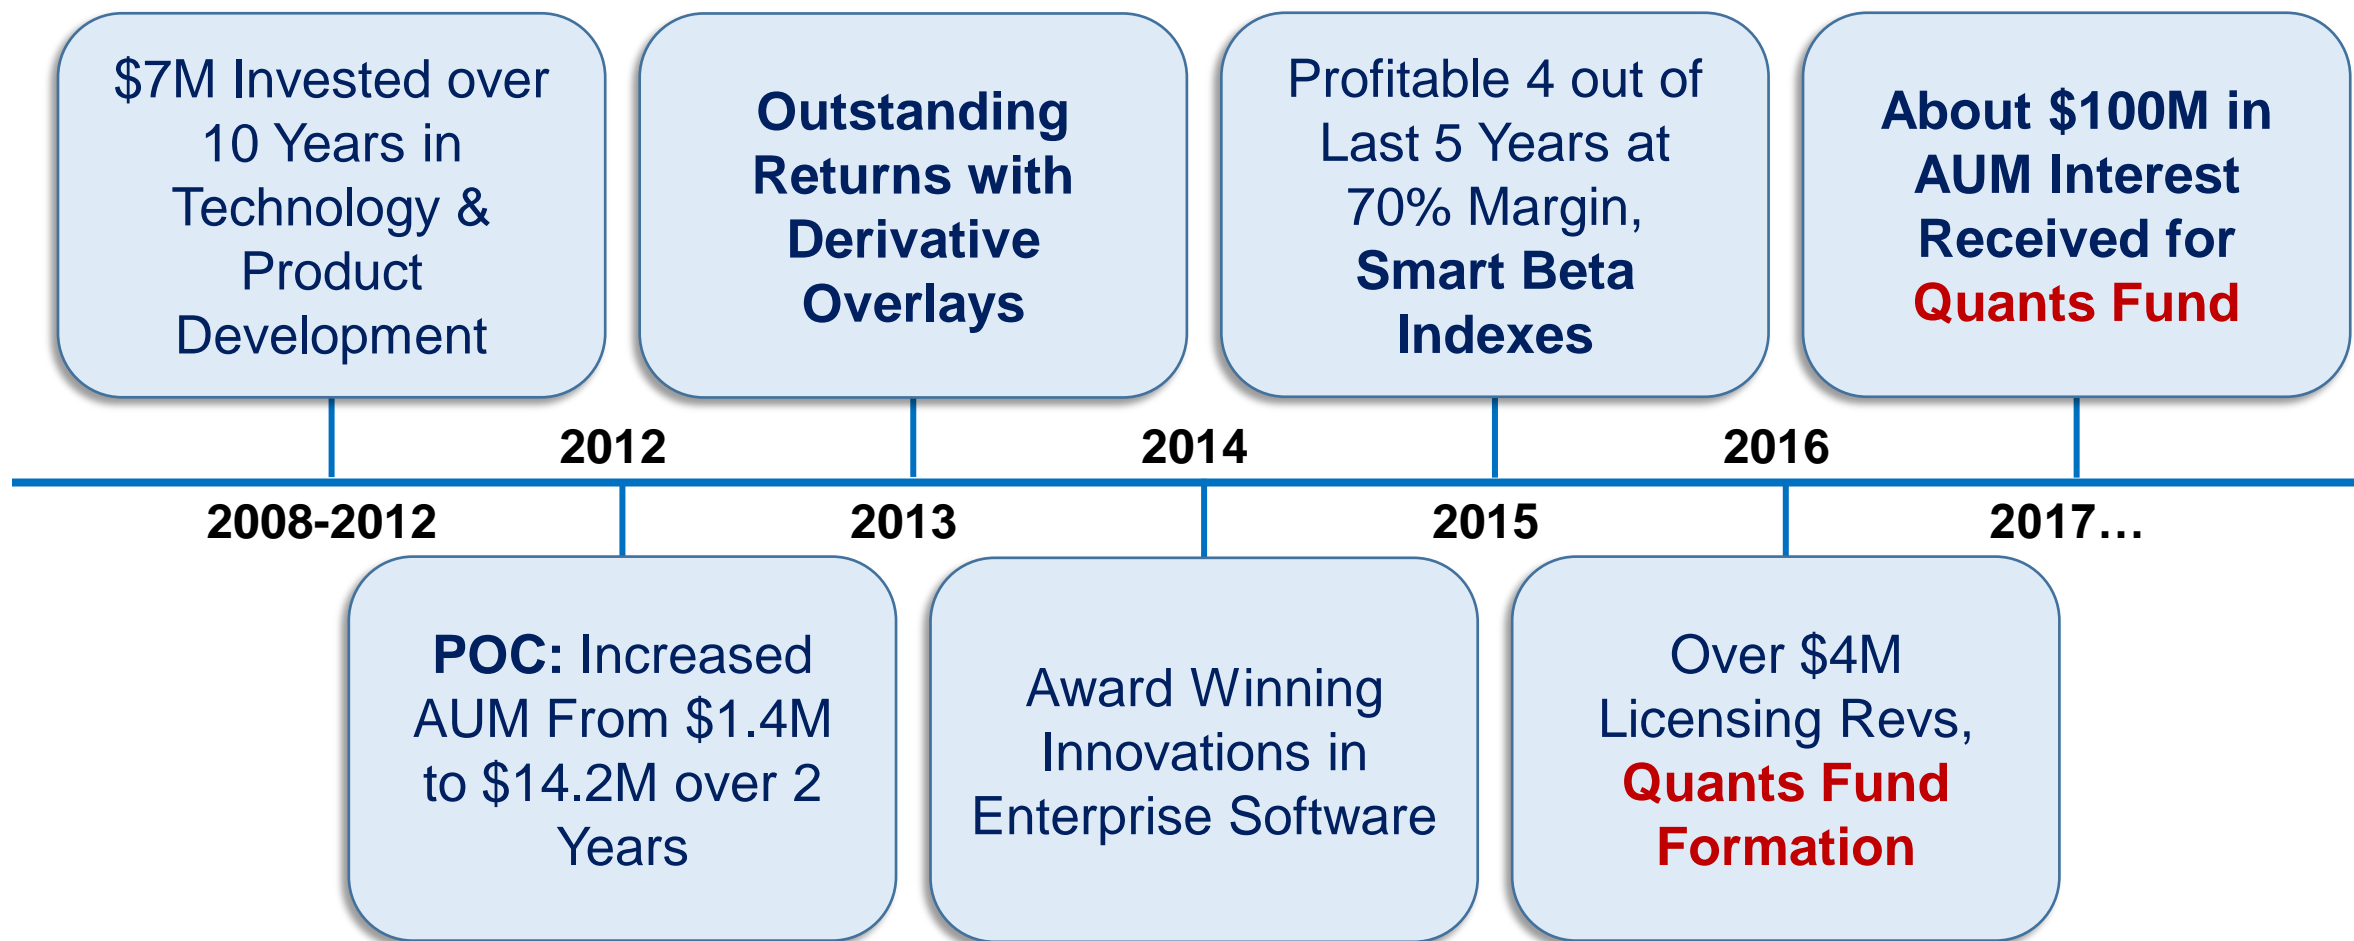 $7M Invested over
10 Years in
Technology &
Product
Development
Outstanding
Returns with
Derivative
Overlays
Profitable 4 out of
Last 5 Years at
70% Margin,
Smart Beta
Indexes
About $100M in
AUM Interest
Received for
Quants Fund
2012
2014
2016
2008-2012
2013
2015
2017…
POC: Increased
AUM From $1.4M
to $14.2M over 2
Years
Award Winning
Innovations in
Enterprise Software
Over $4M
Licensing Revs,
Quants Fund
Formation